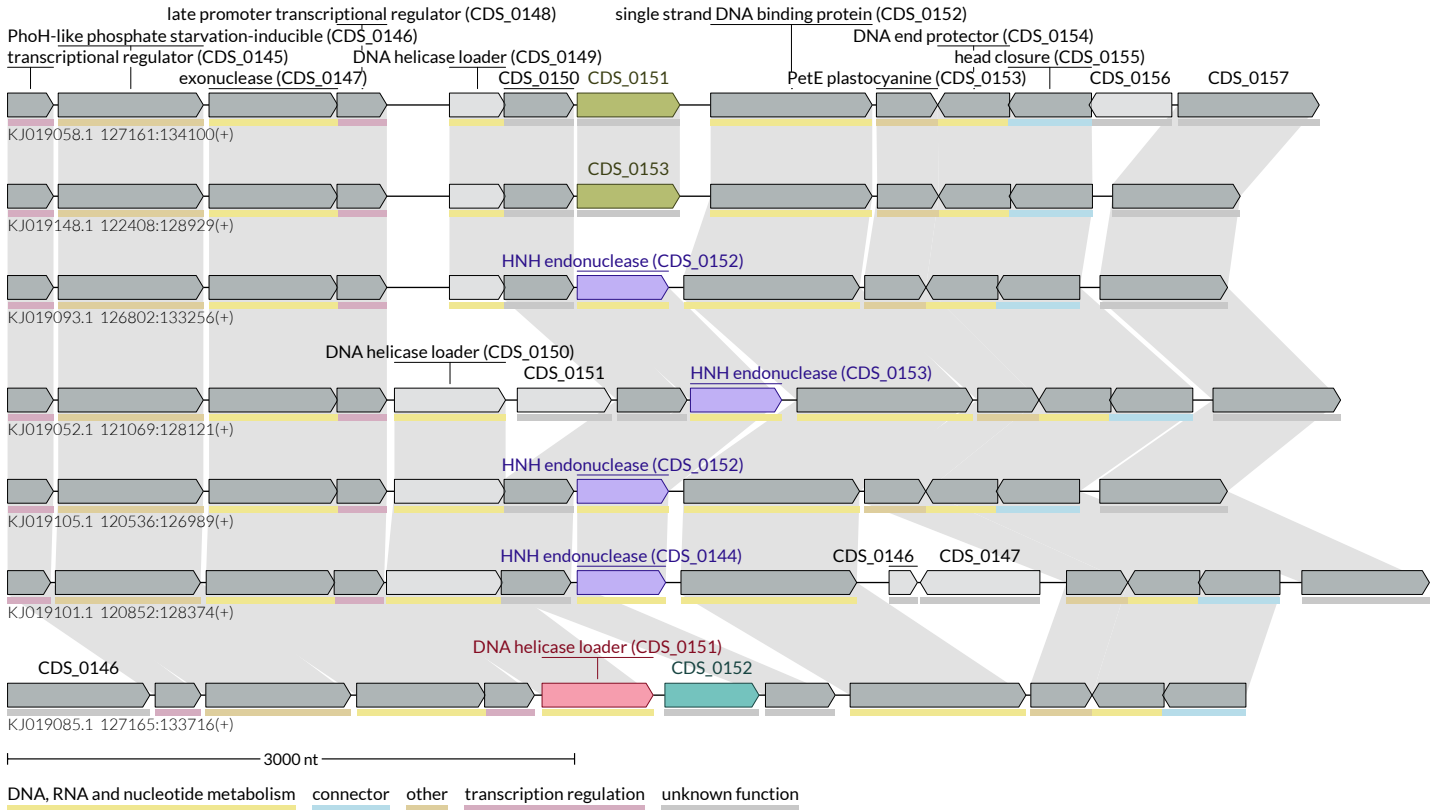 late promoter transcriptional regulator (CDS_0148)
single strand DNA binding protein (CDS_0152)
PhoH-like phosphate starvation-inducible (CDS_0146)
DNA end protector (CDS_0154)
transcriptional regulator (CDS_0145)
DNA helicase loader (CDS_0149)
head closure (CDS_0155)
exonuclease (CDS_0147)
CDS_0150
CDS_0151
PetE plastocyanine (CDS_0153)
CDS_0156
CDS_0157
KJ019058.1 127161:134100(+)
CDS_0153
KJ019148.1 122408:128929(+)
HNH endonuclease (CDS_0152)
KJ019093.1 126802:133256(+)
DNA helicase loader (CDS_0150)
CDS_0151
HNH endonuclease (CDS_0153)
KJ019052.1 121069:128121(+)
HNH endonuclease (CDS_0152)
KJ019105.1 120536:126989(+)
HNH endonuclease (CDS_0144)
CDS_0146
CDS_0147
KJ019101.1 120852:128374(+)
DNA helicase loader (CDS_0151)
CDS_0146
CDS_0152
KJ019085.1 127165:133716(+)
3000 nt
DNA, RNA and nucleotide metabolism
connector
other
transcription regulation
unknown function